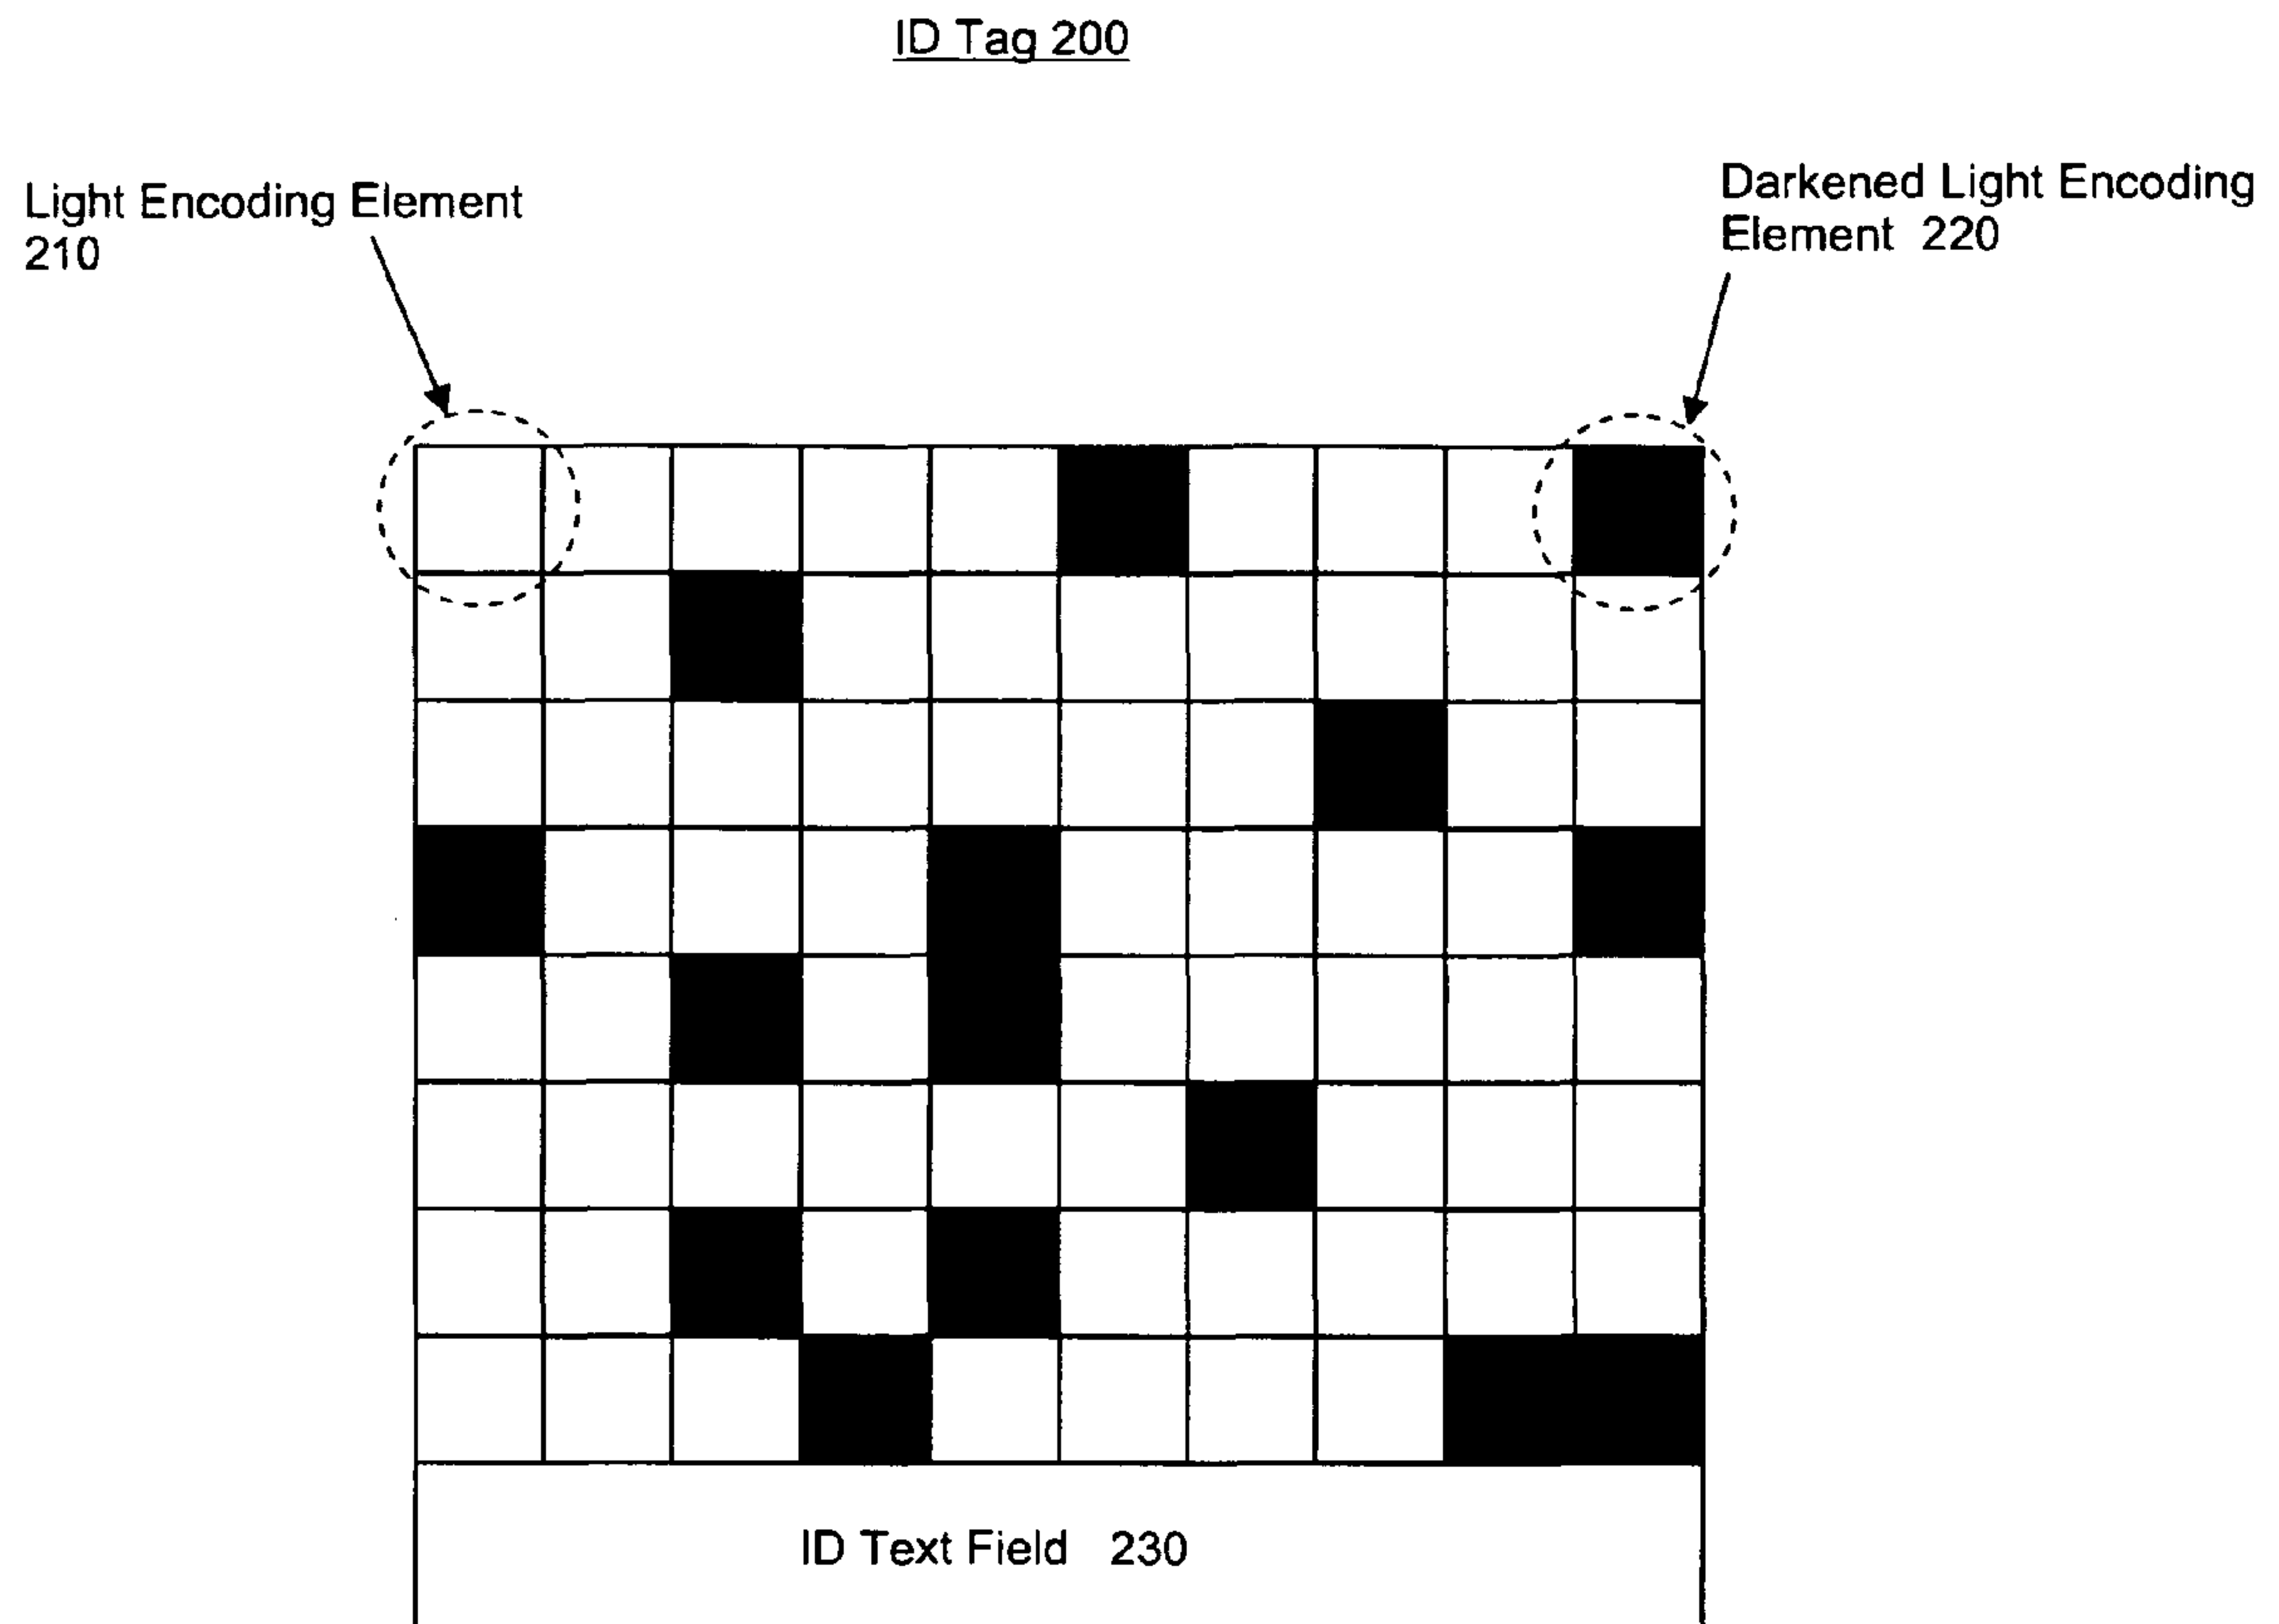 ID Tag 200
Light Encoding Element
210
Darkened Light Encoding
Element 220
ID Text Field 230